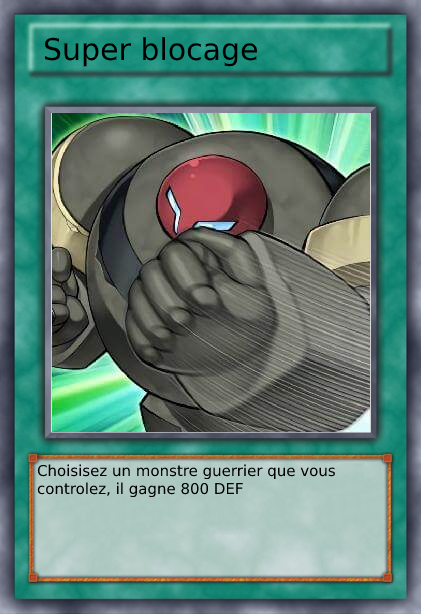 Super blocage
Choisisez un monstre guerrier que vous
controlez, il gagne 800 DEF